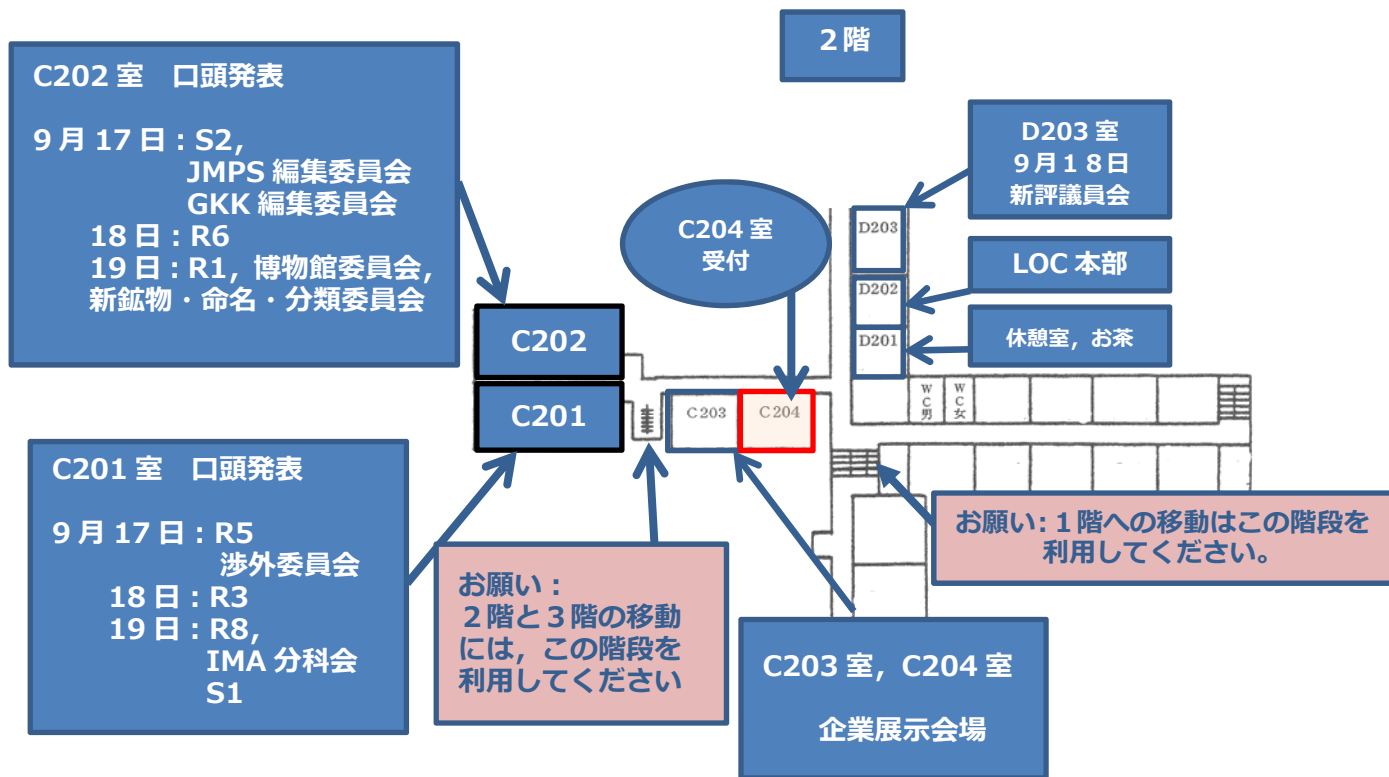 ２階
C202 室　口頭発表
9 月 17 日：S2,
JMPS 編集委員会
GKK 編集委員会
18 日：R6
19 日：R1，博物館委員会，
新鉱物・命名・分類委員会
C204 室
受付
D203 室
９月１８日
新評議員会
LOC 本部
休憩室，お茶
D203
D202
D201
C202
C201
C203
C204
WC男
WC女
C201 室　口頭発表
9 月 17 日：R5
渉外委員会
18 日：R3
19 日：R8,
IMA 分科会
S1
お願い：
２階と３階の移動
には，この階段を
利用してください
お願い：１階への移動はこの階段を
利用してください。
C203 室，C204 室
企業展示会場